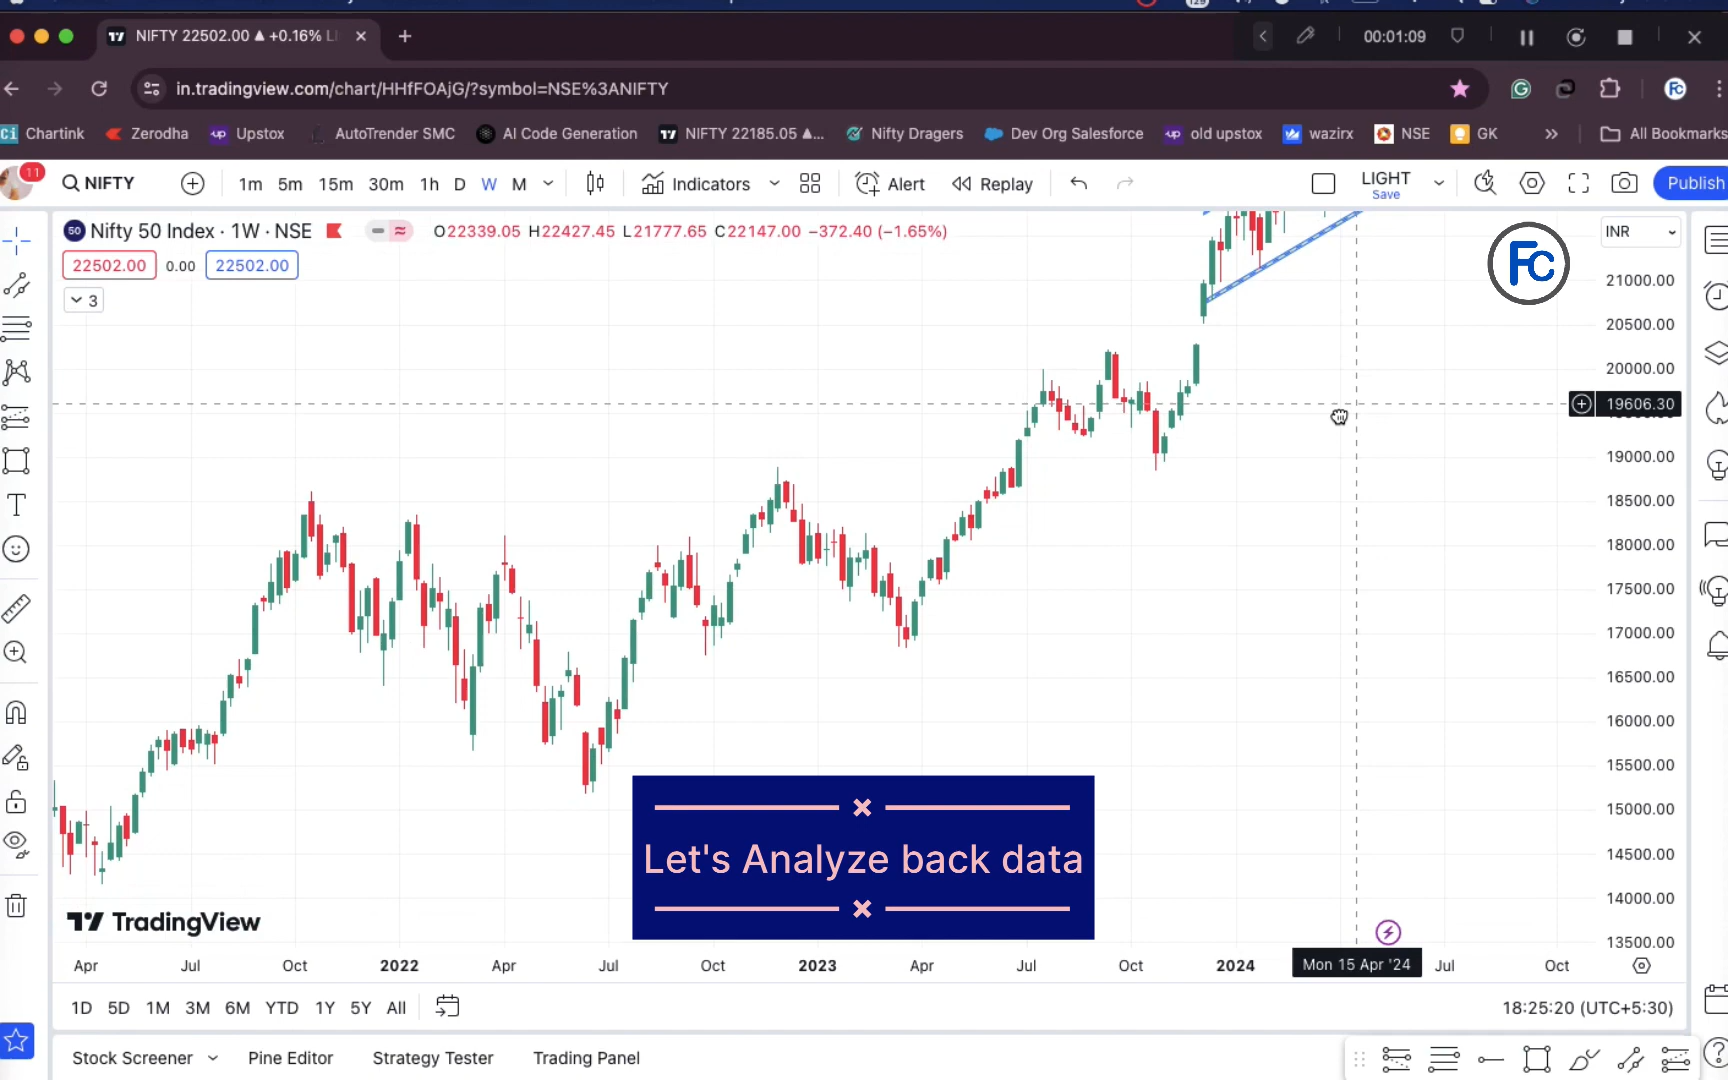 NIFTY 22502.00 ▲ +0.16%
00:01:09
in.tradingview.com/chart/HHfFOAjG/?symbol=NSE%3ANIFTY
Chartink Zerodha up Upstox AutoTrender SMC AI Code Generation NIFTY 22185.05 ▲... Nifty Dragers Dev Org Salesforce up old upstox wazirx NSE GK » All Bookmarks
11 NIFTY 1m 5m 15m 30m 1h D W M Indicators Alert Replay LIGHT Save Publish
50 Nifty 50 Index · 1W · NSE O22339.05 H22427.45 L21777.65 C22147.00 −372.40 (−1.65%) INR
22502.00 0.00 22502.00
3
Fc
21000.00
20500.00
20000.00
19606.30
19000.00
18500.00
18000.00
17500.00
17000.00
16500.00
16000.00
15500.00
15000.00
14500.00
14000.00
13500.00
Let's Analyze back data
TradingView
Apr Jul Oct 2022 Apr Jul Oct 2023 Apr Jul Oct 2024 Mon 15 Apr '24 Jul Oct
1D 5D 1M 3M 6M YTD 1Y 5Y All 18:25:20 (UTC+5:30)
Stock Screener Pine Editor Strategy Tester Trading Panel